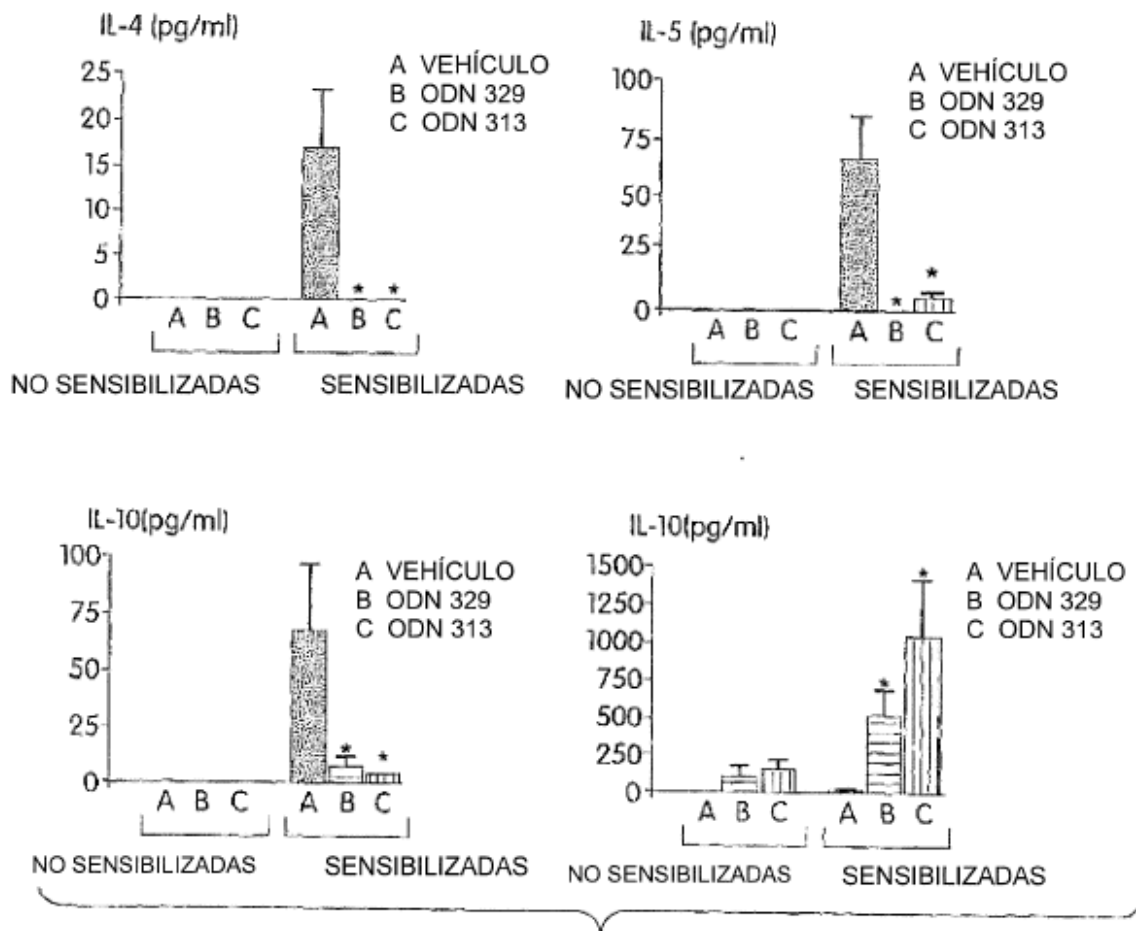 IL-4 (pg/ml)
25
20
15
10
5
0
A VEHÍCULO
B ODN 329
C ODN 313
* *
A B C A B C
NO SENSIBILIZADAS SENSIBILIZADAS
IL-5 (pg/ml)
100
75
50
25
0
A VEHÍCULO
B ODN 329
C ODN 313
* *
A B C A B C
NO SENSIBILIZADAS SENSIBILIZADAS
IL-10(pg/ml)
100
75
50
25
0
A VEHÍCULO
B ODN 329
C ODN 313
* *
A B C A B C
NO SENSIBILIZADAS SENSIBILIZADAS
IL-10(pg/ml)
1500
1250
1000
750
500
250
0
A VEHÍCULO
B ODN 329
C ODN 313
* *
A B C A B C
NO SENSIBILIZADAS SENSIBILIZADAS